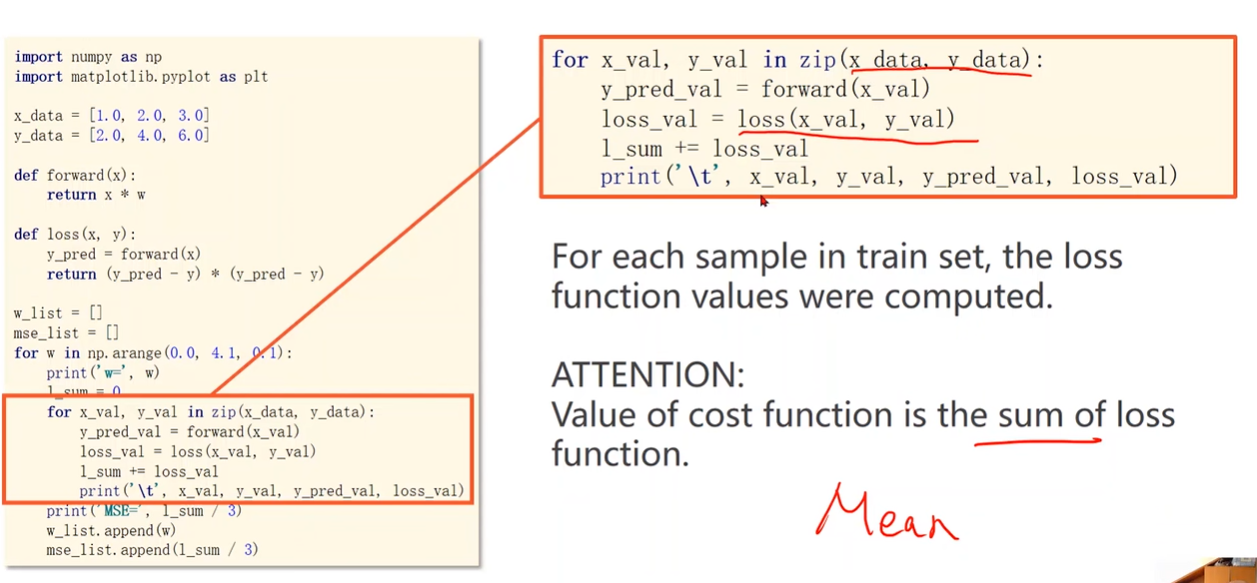 import numpy as np
import matplotlib.pyplot as plt
x_data = [1.0, 2.0, 3.0]
y_data = [2.0, 4.0, 6.0]
def forward(x):
    return x * w
def loss(x, y):
    y_pred = forward(x)
    return (y_pred - y) * (y_pred - y)
w_list = []
mse_list = []
for w in np.arange(0.0, 4.1, 0.1):
    print('w=', w)
    l_sum = 0
    for x_val, y_val in zip(x_data, y_data):
        y_pred_val = forward(x_val)
        loss_val = loss(x_val, y_val)
        l_sum += loss_val
        print('\t', x_val, y_val, y_pred_val, loss_val)
    print('MSE=', l_sum / 3)
    w_list.append(w)
    mse_list.append(l_sum / 3)
for x_val, y_val in zip(x_data, y_data):
    y_pred_val = forward(x_val)
    loss_val = loss(x_val, y_val)
    l_sum += loss_val
    print('\t', x_val, y_val, y_pred_val, loss_val)
For each sample in train set, the loss
function values were computed.
ATTENTION:
Value of cost function is the sum of loss
function.
Mean